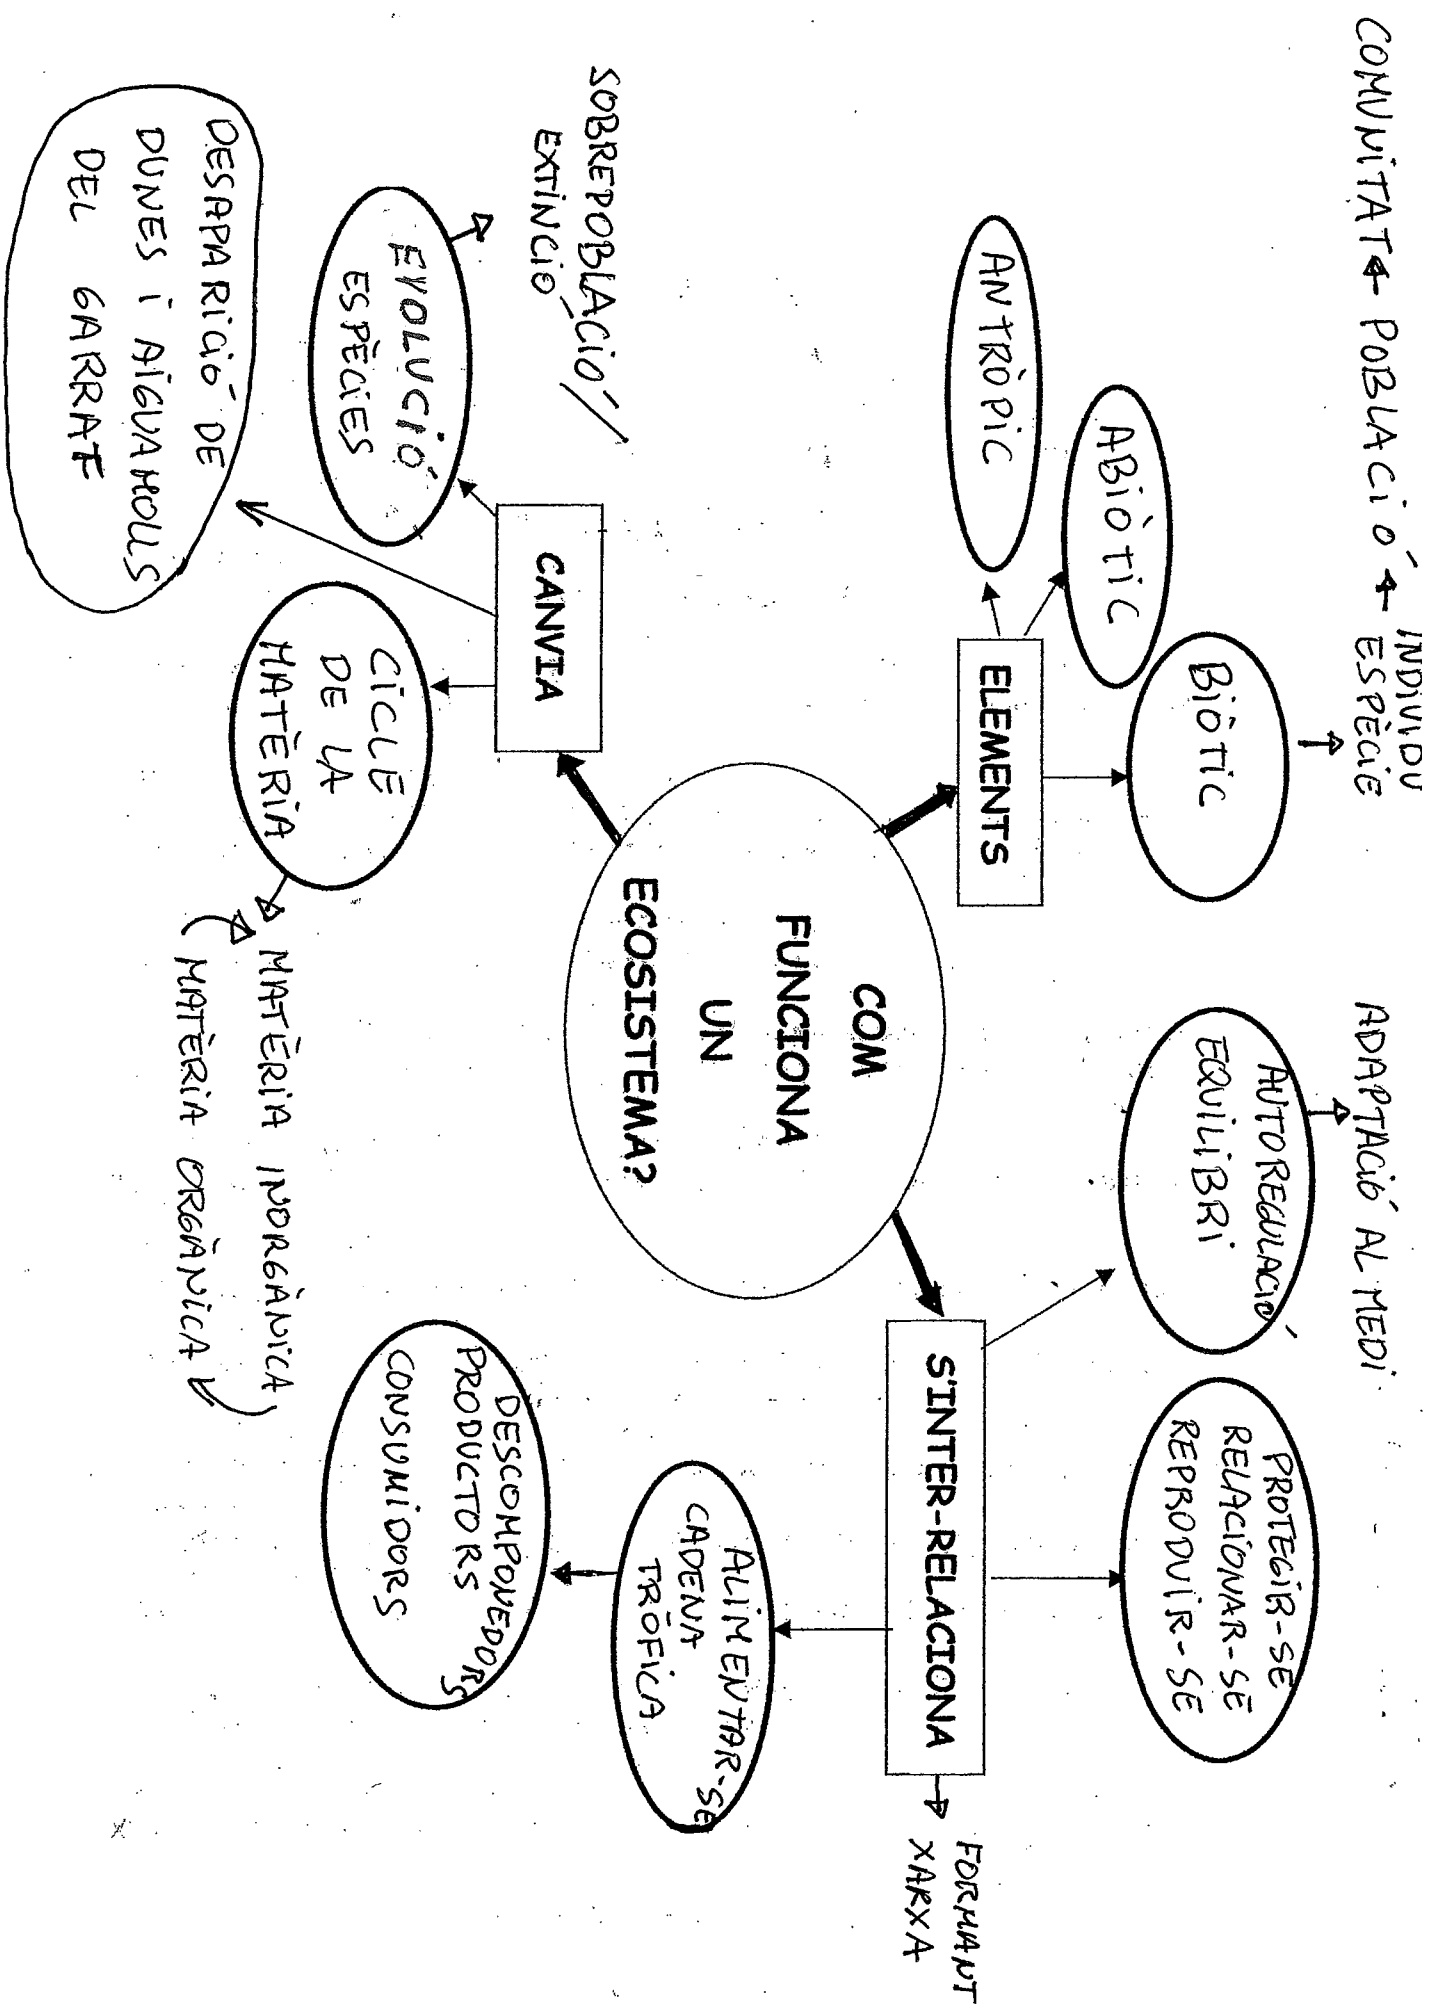 COMUNITAT ← POBLACIÓ ← INDIVIDU
ESPÈCIE
ADAPTACIÓ AL MEDI
ANTRÒPIC
ABIÒTIC
BIÒTIC
AUTOREGULACIÓ
EQUILIBRI
PROTEGIR-SE
RELACIONAR-SE
REPRODUIR-SE
ELEMENTS
S'INTER-RELACIONA
FORMANT
XARXA
COM
FUNCIONA
UN
ECOSISTEMA?
SOBREPOBLACIÓ/
EXTINCIÓ
CANVIA
ALIMENTAR-SE
CADENA
TRÒFICA
EVOLUCIÓ
ESPÈCIES
CICLE
DE LA
MATÈRIA
DESCOMPONEDORS
PRODUCTORS
CONSUMIDORS
DESAPARICIÓ DE
DUNES I AIGUAMOLLS
DEL GARRAF
MATÈRIA INORGÀNICA
MATÈRIA ORGÀNICA